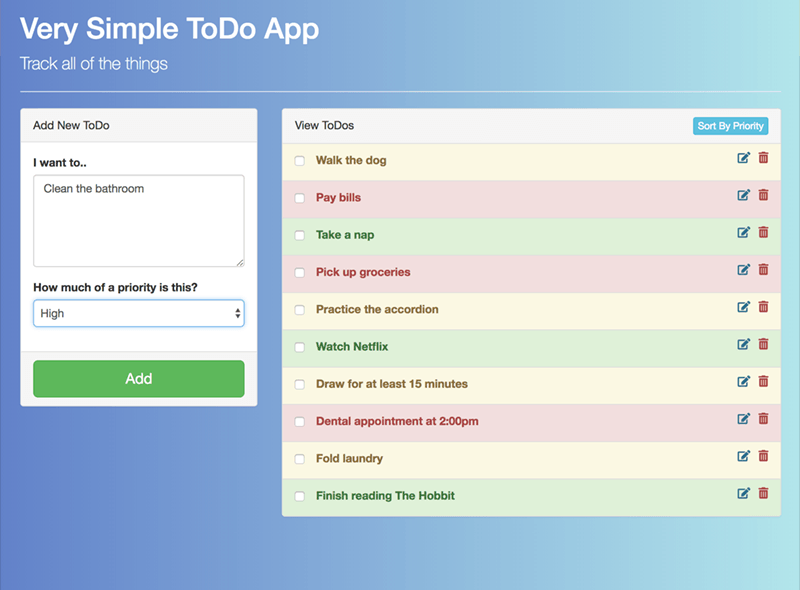 Very Simple ToDo App
Track all of the things
Add New ToDo
I want to..
Clean the bathroom
How much of a priority is this?
High
Add
View ToDos
Sort By Priority
Walk the dog
Pay bills
Take a nap
Pick up groceries
Practice the accordion
Watch Netflix
Draw for at least 15 minutes
Dental appointment at 2:00pm
Fold laundry
Finish reading The Hobbit